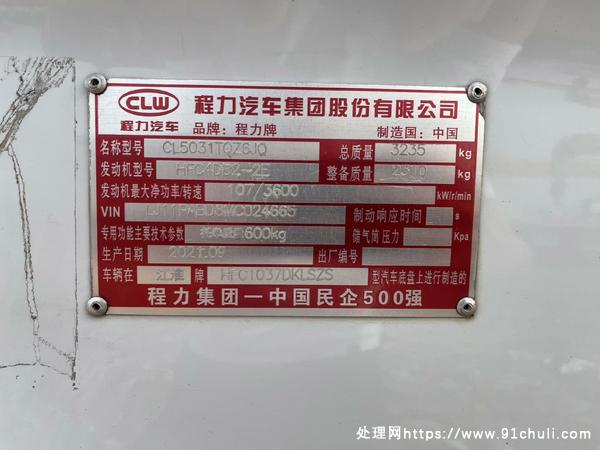 CLW 程力汽车集团股份有限公司
程力汽车 品牌：程力牌 制造国：中国
名称型号 CL5031TQZ6JQ 总质量 3235 kg
发动机型号 HFC4DB2-2E 整备质量 2310 kg
发动机最大净功率/转速 107/3600 kW/r/min
VIN 制动响应时间 s
专用功能主要技术参数 600kg 储气筒压力 Kpa
生产日期 2021.09 出厂编号
车辆在 江淮 牌 HFC1037DKLSZS 型汽车底盘上进行制造的
程力集团一中国民企500强
处理网https://www.91chuli.com/